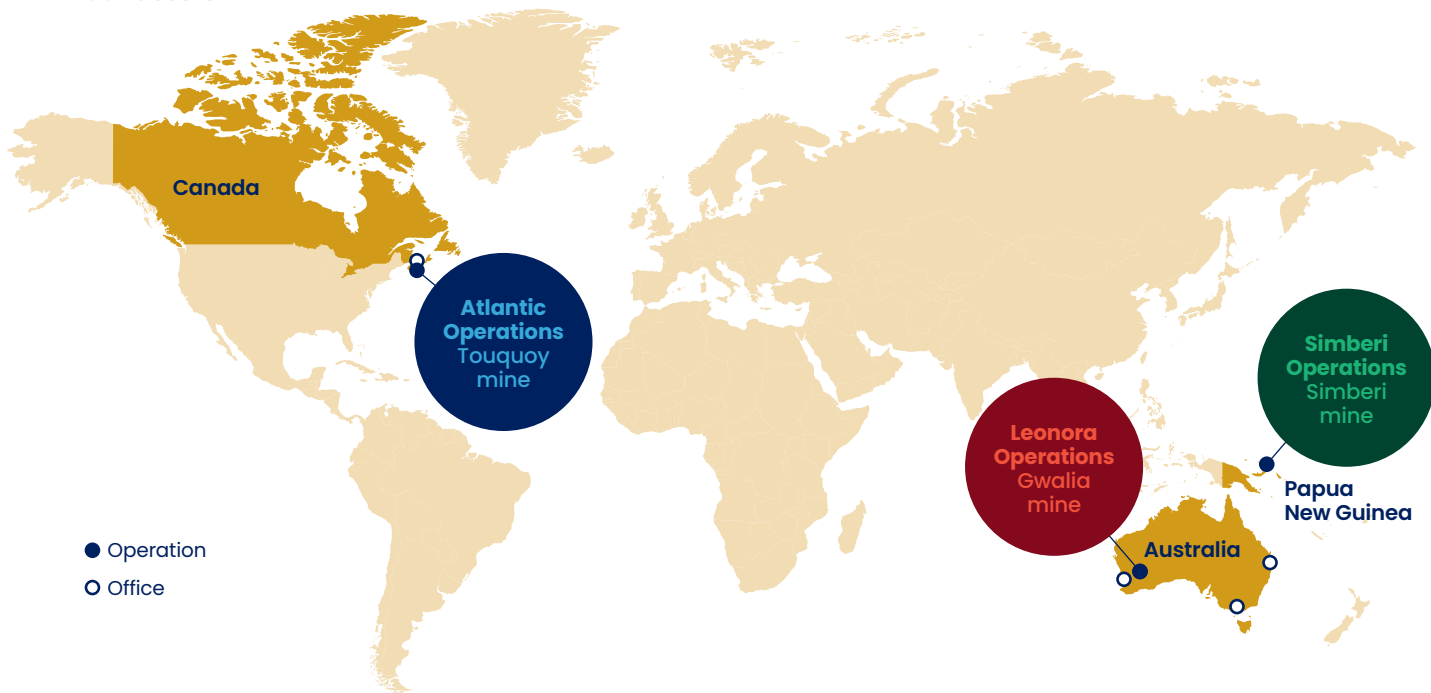 Canada
Atlantic
Operations
Touquoy
mine
Simberi
Operations
Simberi
mine
Leonora
Operations
Gwalia
mine
Papua
New Guinea
Australia
Operation
Office